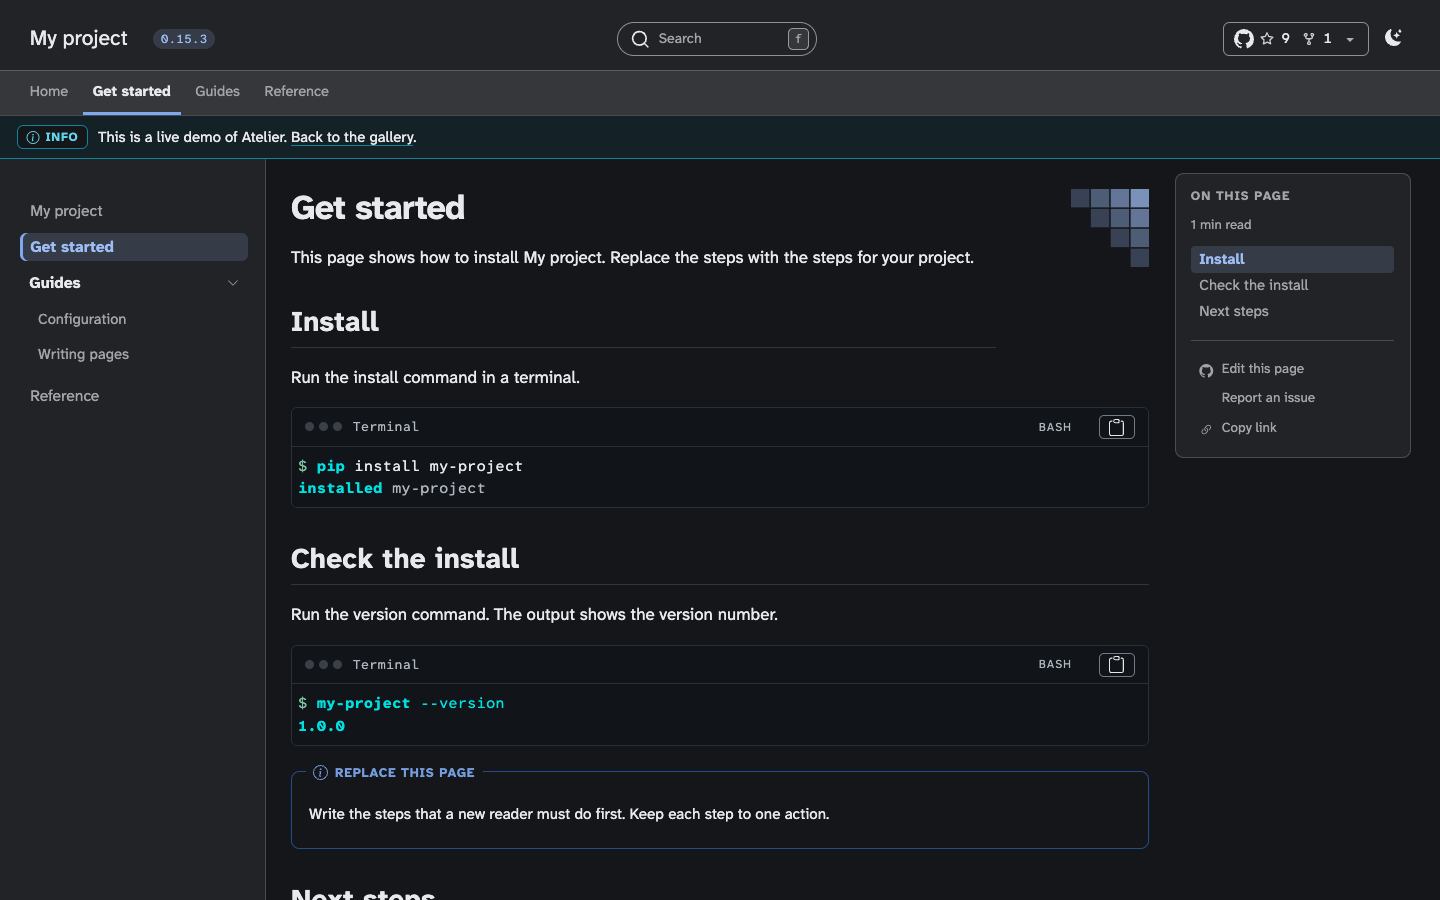 My project 0.15.3
Search f
9 1
Home Get started Guides Reference
INFO This is a live demo of Atelier. Back to the gallery.
My project
Get started
Guides
Configuration
Writing pages
Reference
Get started
This page shows how to install My project. Replace the steps with the steps for your project.
Install
Run the install command in a terminal.
Terminal BASH
$ pip install my-project
installed my-project
Check the install
Run the version command. The output shows the version number.
Terminal BASH
$ my-project --version
1.0.0
REPLACE THIS PAGE
Write the steps that a new reader must do first. Keep each step to one action.
Next steps
ON THIS PAGE
1 min read
Install
Check the install
Next steps
Edit this page
Report an issue
Copy link